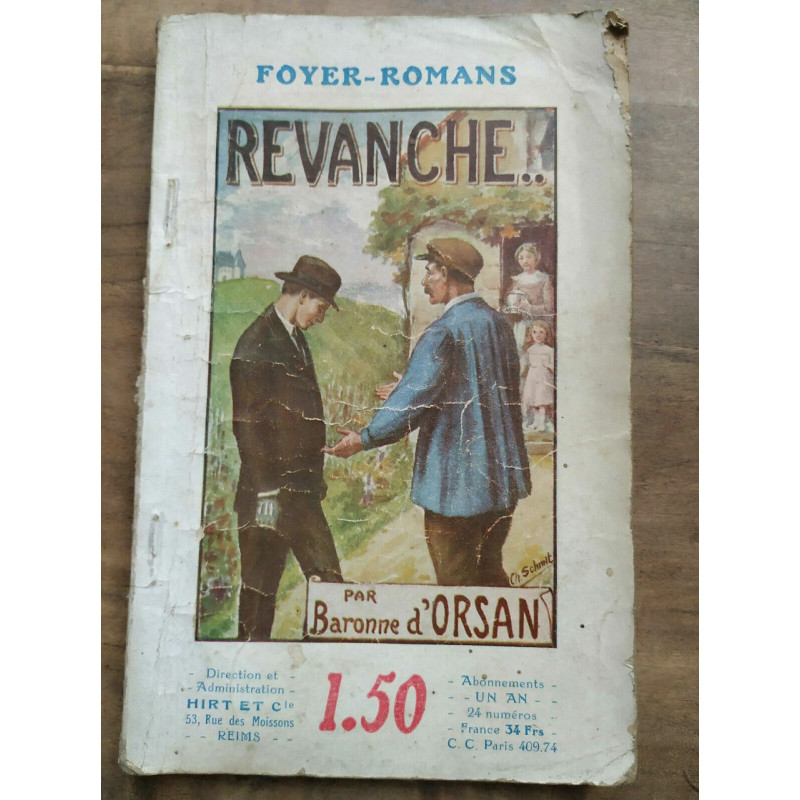 FOYER-ROMANS
REVANCHE..
Ch Schmit
PAR
Baronne d'ORSAN
- Direction et -
- Administration -
HIRT ET Cie
53, Rue des Moissons
- - REIMS - -
1.50
- Abonnements -
- - UN AN - -
- 24 numéros -
- France 34 Frs -
C. C. Paris 409.74